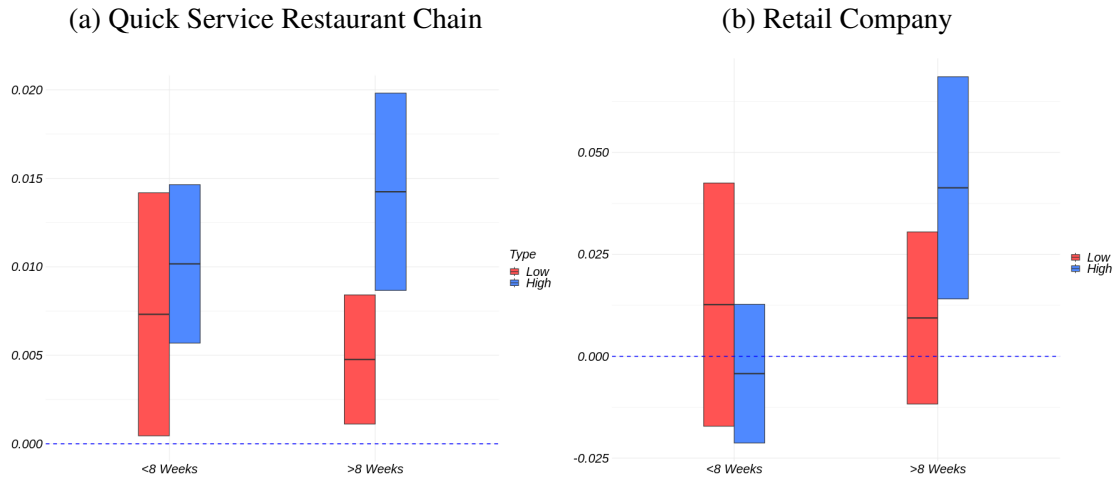 (a) Quick Service Restaurant Chain
0.020
0.015
0.010
0.005
0.000
<8 Weeks
>8 Weeks
Type
Low
High
(b) Retail Company
0.050
0.025
0.000
-0.025
<8 Weeks
>8 Weeks
Low
High